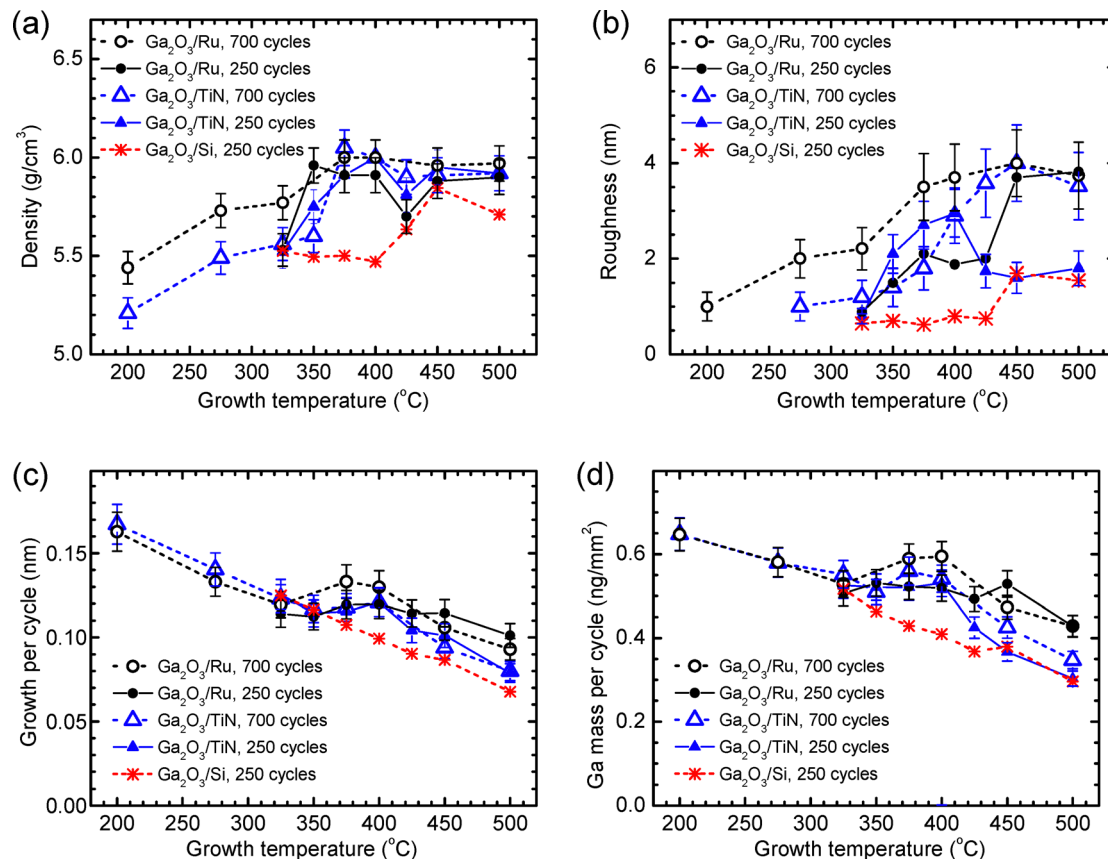 (a)
Ga₂O₃/Ru, 700 cycles
Ga₂O₃/Ru, 250 cycles
Ga₂O₃/TiN, 700 cycles
Ga₂O₃/TiN, 250 cycles
Ga₂O₃/Si, 250 cycles
6.5
6.0
5.5
5.0
Density (g/cm³)
200 250 300 350 400 450 500
Growth temperature (°C)
(b)
Ga₂O₃/Ru, 700 cycles
Ga₂O₃/Ru, 250 cycles
Ga₂O₃/TiN, 700 cycles
Ga₂O₃/TiN, 250 cycles
Ga₂O₃/Si, 250 cycles
6
4
2
0
Roughness (nm)
200 250 300 350 400 450 500
Growth temperature (°C)
(c)
0.15
0.10
0.05
0.00
Growth per cycle (nm)
Ga₂O₃/Ru, 700 cycles
Ga₂O₃/Ru, 250 cycles
Ga₂O₃/TiN, 700 cycles
Ga₂O₃/TiN, 250 cycles
Ga₂O₃/Si, 250 cycles
200 250 300 350 400 450 500
Growth temperature (°C)
(d)
0.6
0.4
0.2
0.0
Ga mass per cycle (ng/mm²)
Ga₂O₃/Ru, 700 cycles
Ga₂O₃/Ru, 250 cycles
Ga₂O₃/TiN, 700 cycles
Ga₂O₃/TiN, 250 cycles
Ga₂O₃/Si, 250 cycles
200 250 300 350 400 450 500
Growth temperature (°C)